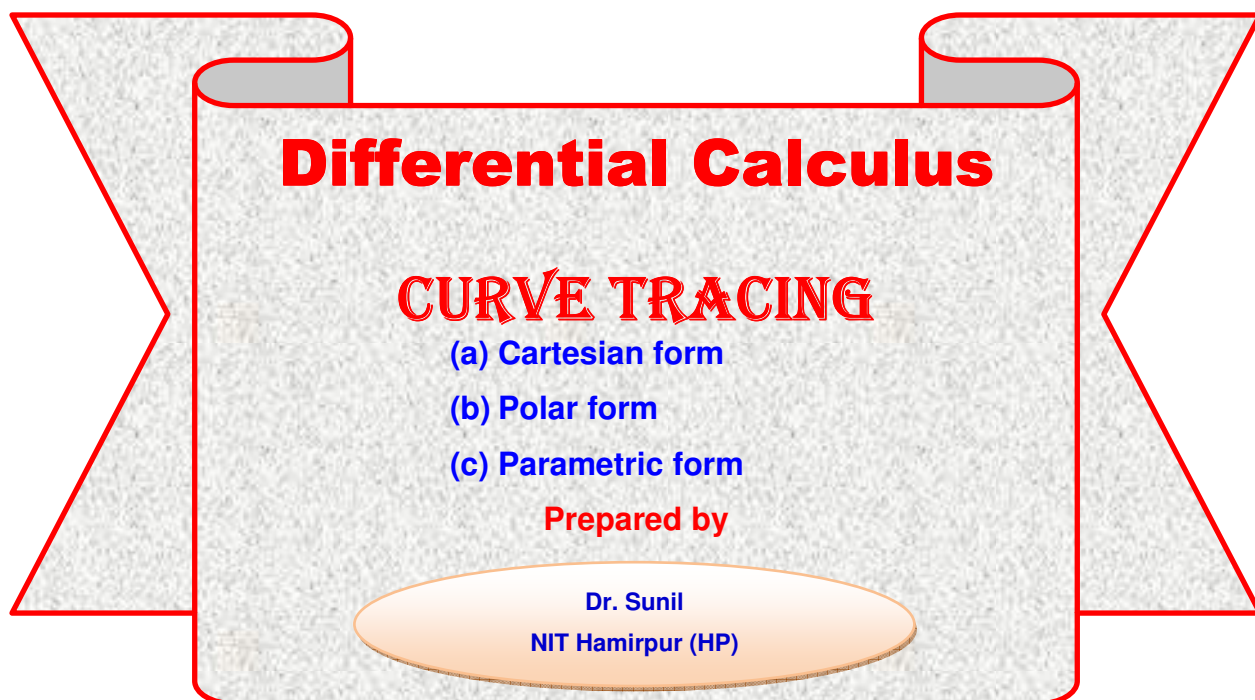 Differential Calculus
CURVE TRACING
(a) Cartesian form
(b) Polar form
(c) Parametric form
Prepared by
Dr. Sunil
NIT Hamirpur (HP)